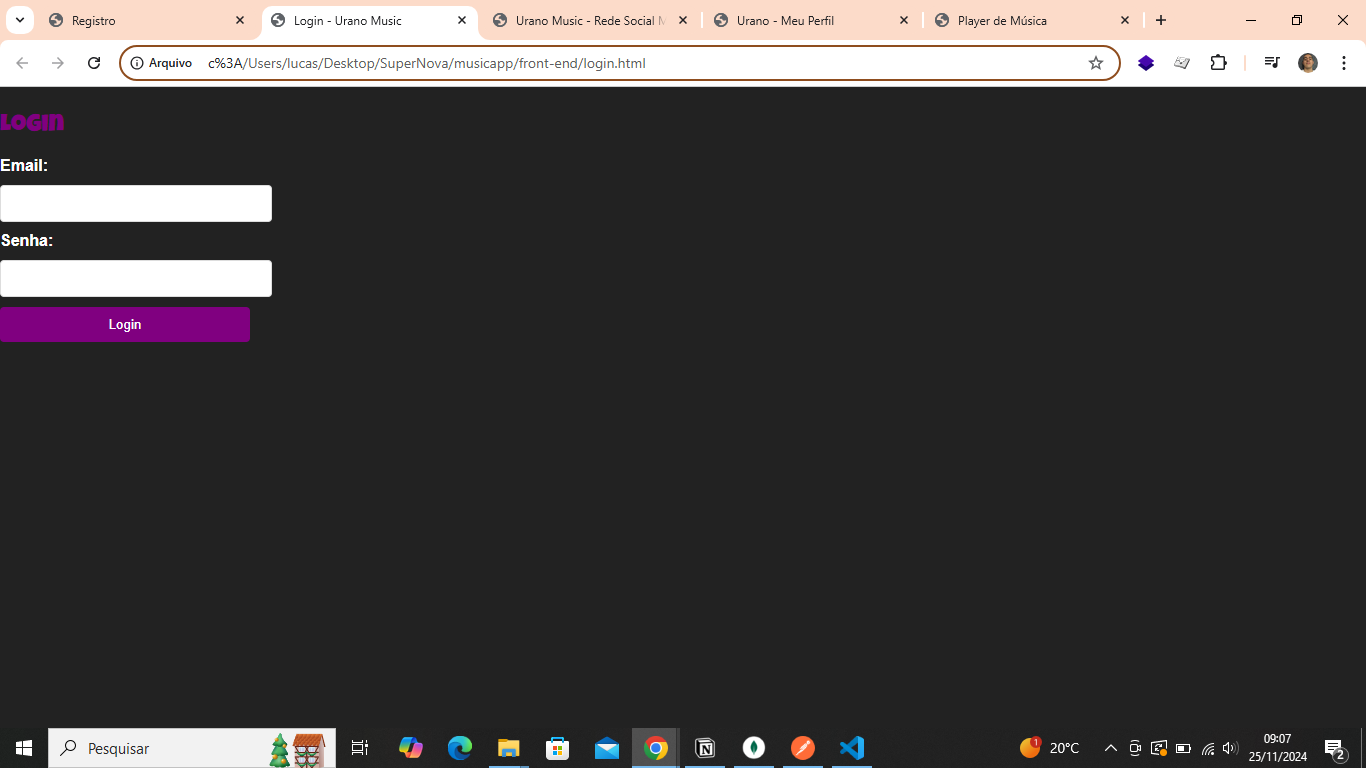 Registro
Login - Urano Music
Urano Music - Rede Social M
Urano - Meu Perfil
Player de Música
Arquivo c%3A/Users/lucas/Desktop/SuperNova/musicapp/front-end/login.html
Login
Email:
Senha:
Login
Pesquisar
1
20°C
09:07
25/11/2024
2